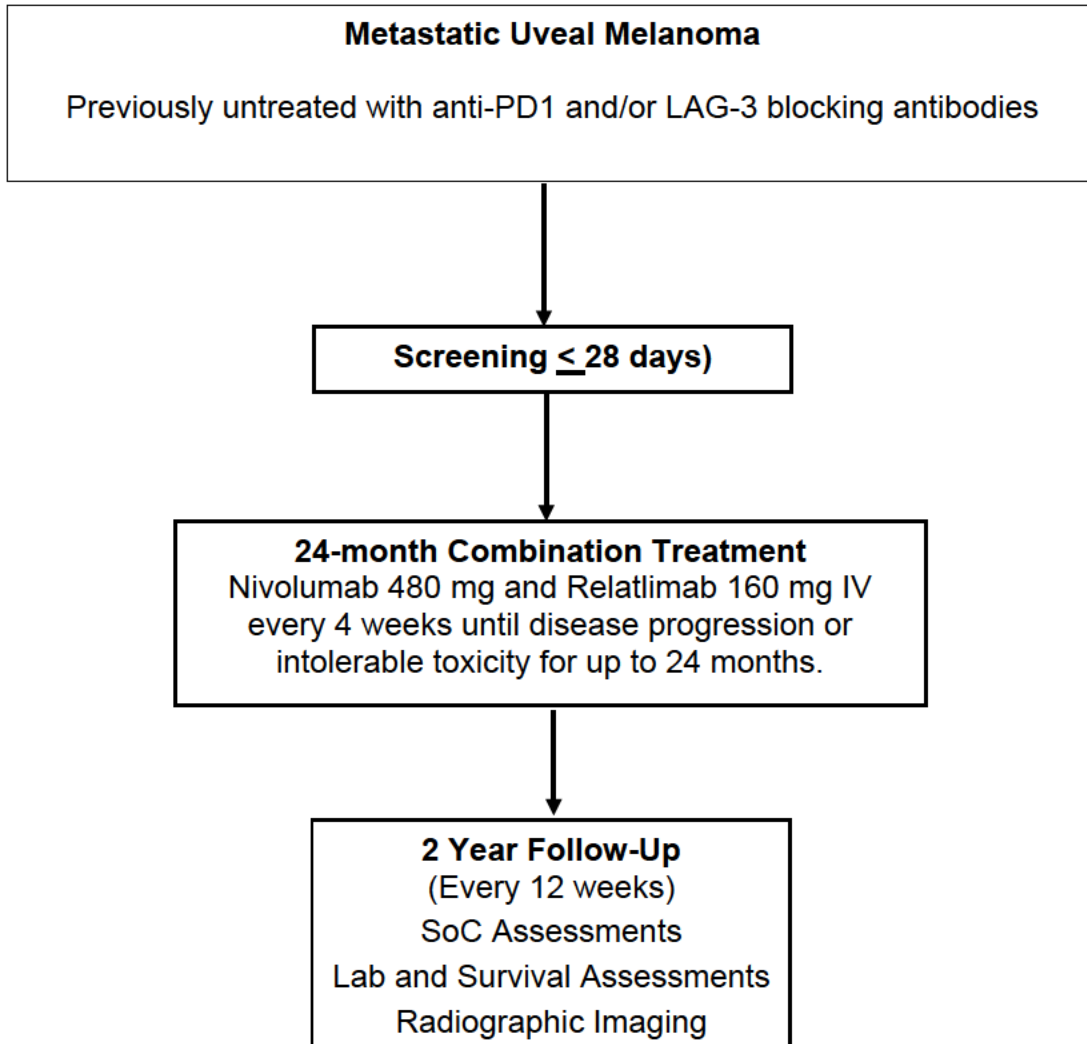 Metastatic Uveal Melanoma
Previously untreated with anti-PD1 and/or LAG-3 blocking antibodies
Screening < 28 days)
24-month Combination Treatment
Nivolumab 480 mg and Relatlimab 160 mg IV
every 4 weeks until disease progression or
intolerable toxicity for up to 24 months.
2 Year Follow-Up
(Every 12 weeks)
SoC Assessments
Lab and Survival Assessments
Radiographic Imaging